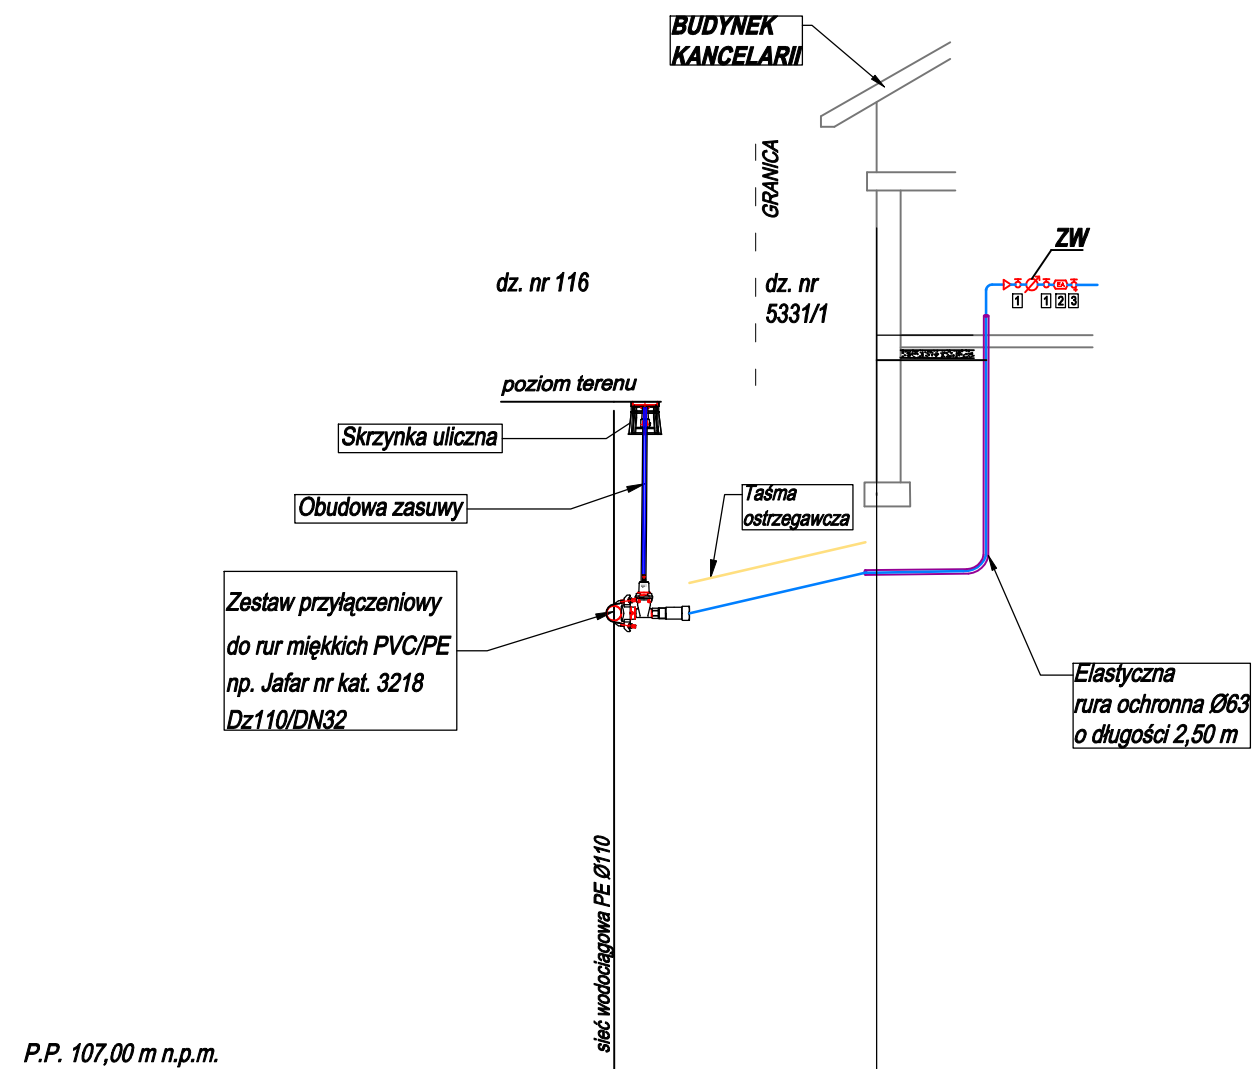 BUDYNEK
KANCELARII
GRANICA
ZW
dz. nr 116
dz. nr
5331/1
1
1
2
3
EA
poziom terenu
Skrzynka uliczna
Obudowa zasuwy
Taśma
ostrzegawcza
Zestaw przyłączeniowy
do rur miękkich PVC/PE
np. Jafar nr kat. 3218
Dz110/DN32
Elastyczna
rura ochronna Ø63
o długości 2,50 m
sieć wodociągowa PE Ø110
P.P. 107,00 m n.p.m.